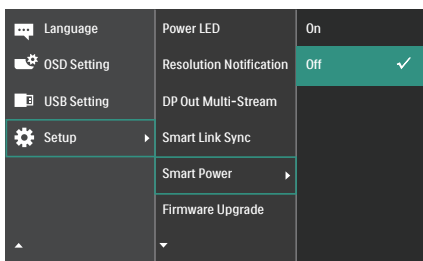 Language
OSD Setting
USB Setting
Setup
Power LED
Resolution Notification
DP Out Multi-Stream
Smart Link Sync
Smart Power
Firmware Upgrade
On
Off